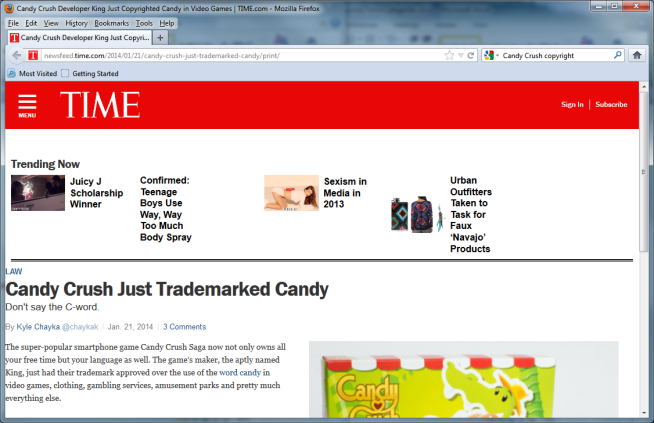 Candy Crush Developer King Just Copyrighted Candy in Video Games | TIME.com - Mozilla Firefox
File Edit View History Bookmarks Tools Help
Candy Crush Developer King Just Copyri...
newsfeed.time.com/2014/01/21/candy-crush-just-trademarked-candy/print/
Candy Crush copyright
Most Visited Getting Started
MENU
TIME
Sign In Subscribe
Trending Now
Juicy J
Scholarship
Winner
Confirmed:
Teenage
Boys Use
Way, Way
Too Much
Body Spray
Sexism in
Media in
2013
Urban
Outfitters
Taken to
Task for
Faux
‘Navajo’
Products
LAW
Candy Crush Just Trademarked Candy
Don't say the C-word.
By Kyle Chayka @chaykak | Jan. 21, 2014 | 3 Comments
The super-popular smartphone game Candy Crush Saga now not only owns all
your free time but your language as well. The game's maker, the aptly named
King, just had their trademark approved over the use of the word candy in
video games, clothing, gambling services, amusement parks and pretty much
everything else.
Candy
Crush